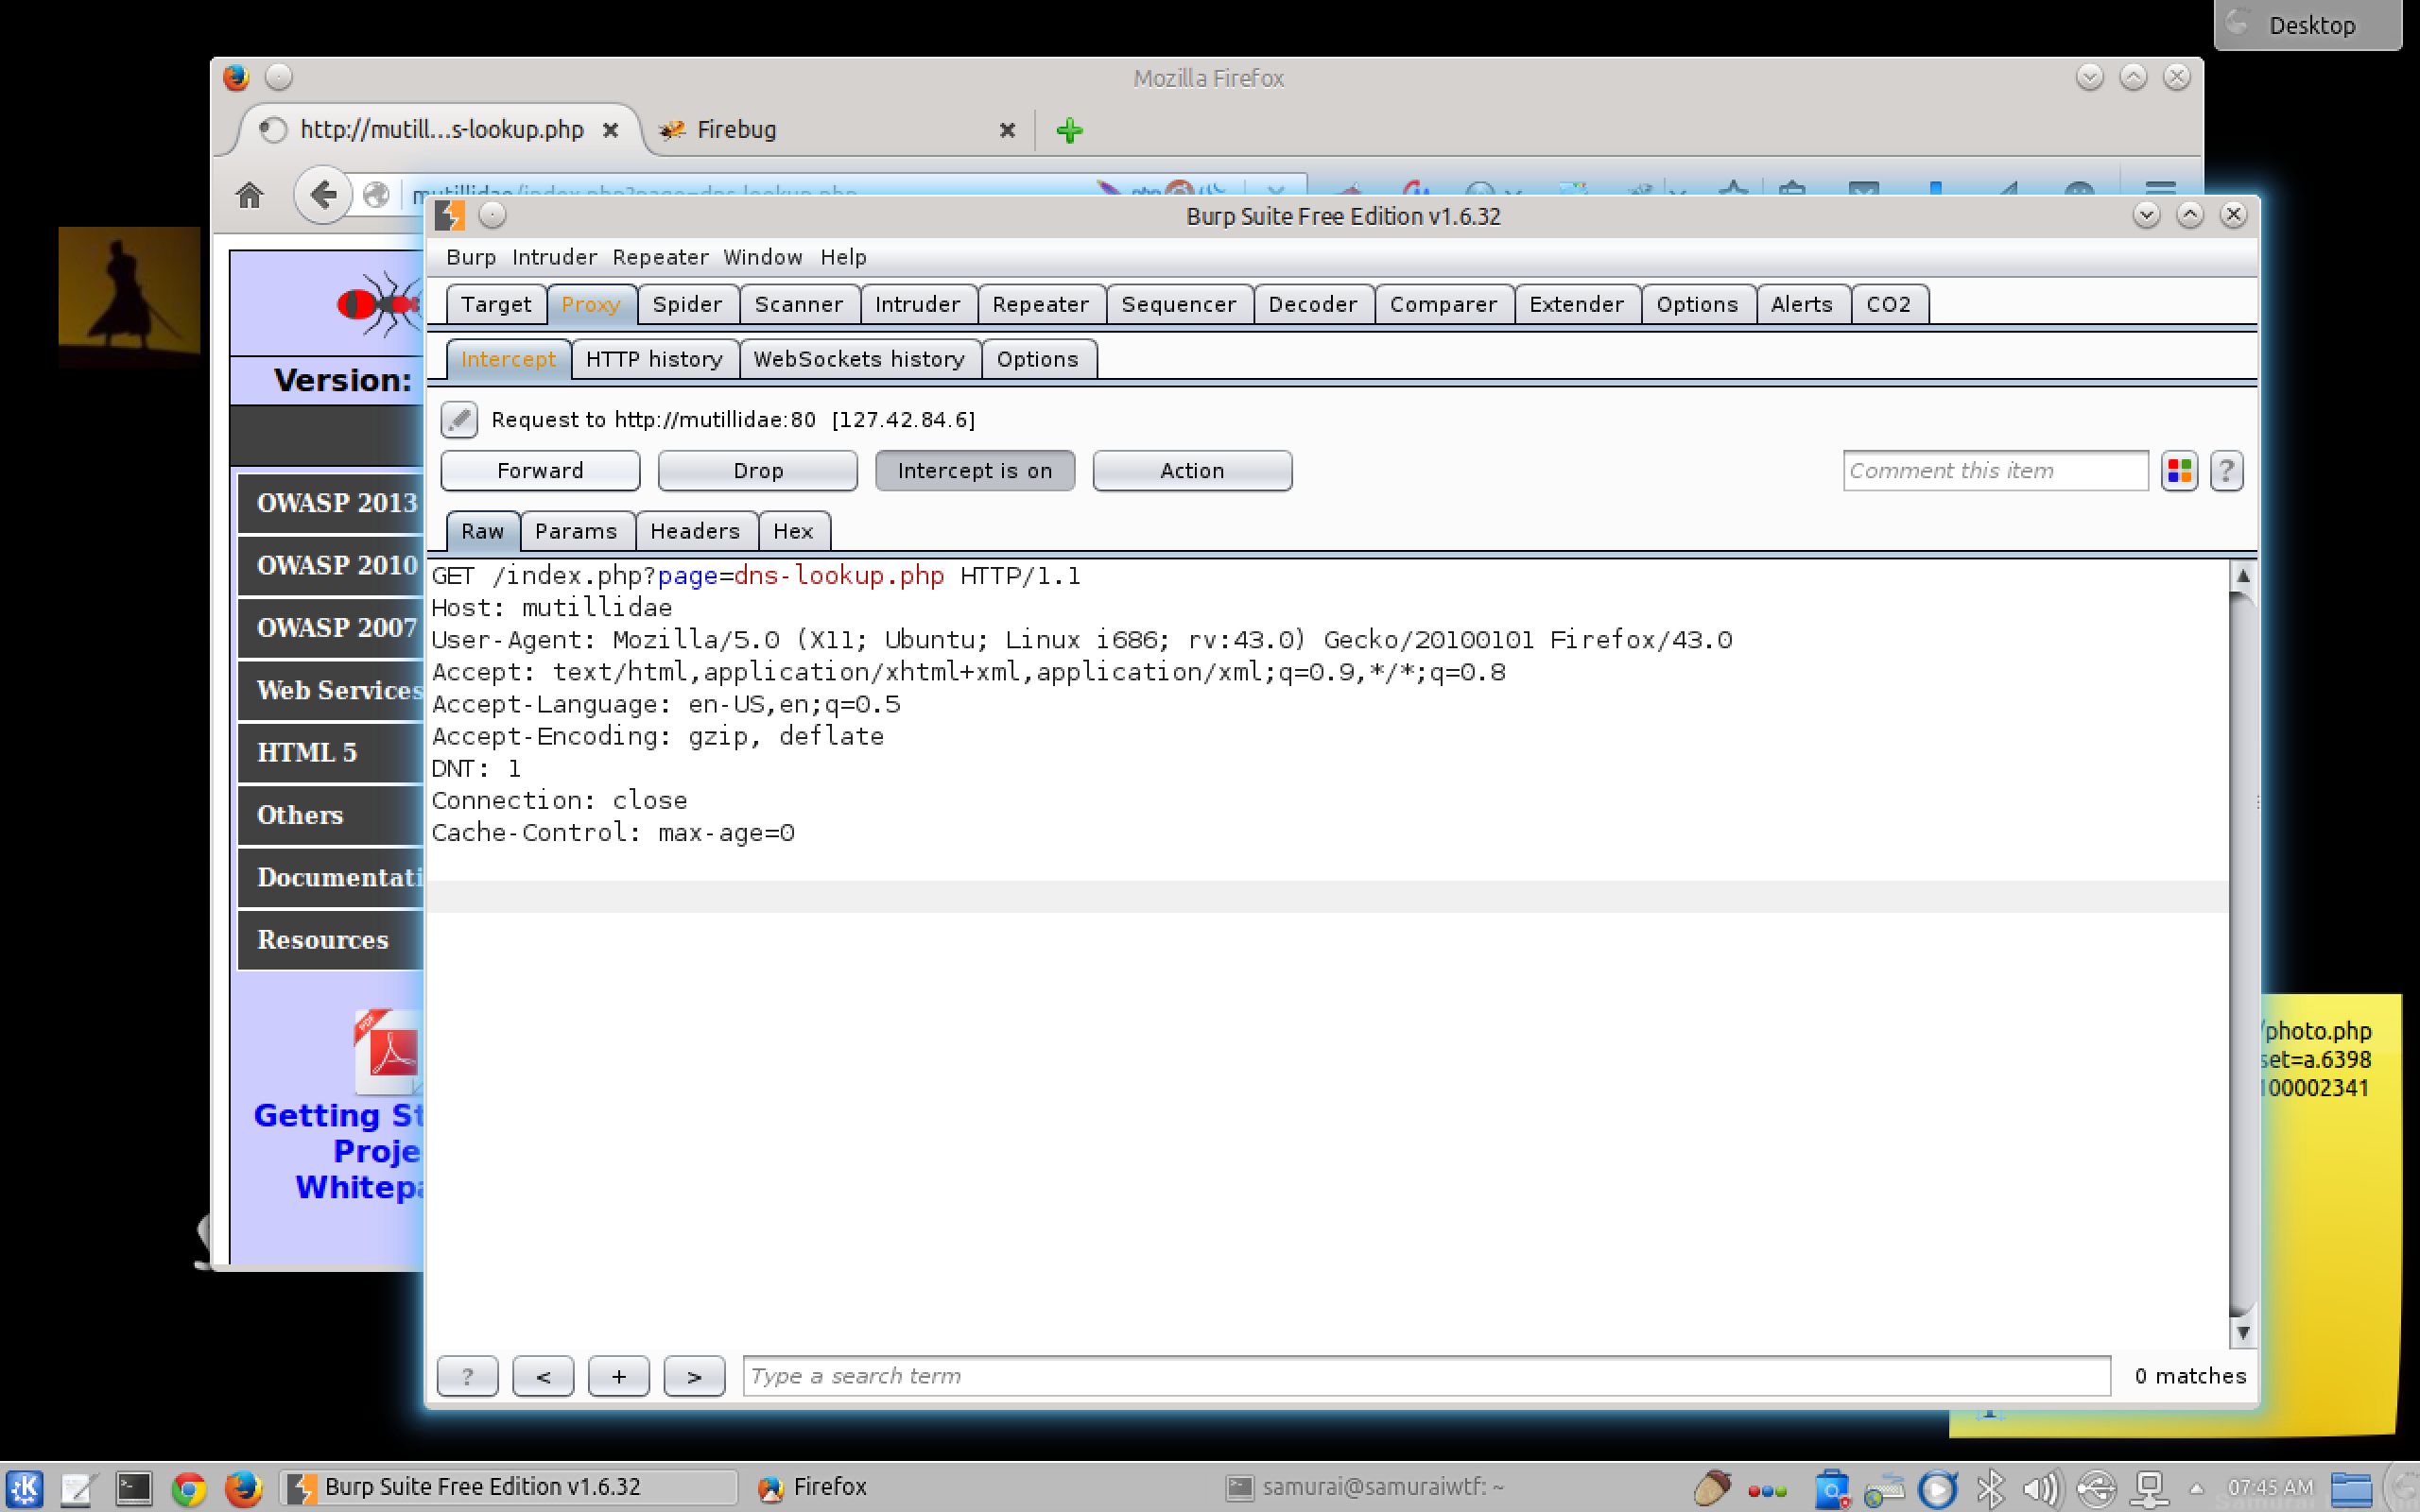 Desktop
Mozilla Firefox
http://mutill...s-lookup.php
Firebug
mutillidae/index.php?page=dns-lookup.php
Burp Suite Free Edition v1.6.32
Burp Intruder Repeater Window Help
Target Proxy Spider Scanner Intruder Repeater Sequencer Decoder Comparer Extender Options Alerts CO2
Intercept HTTP history WebSockets history Options
Version:
Request to http://mutillidae:80 [127.42.84.6]
Forward Drop Intercept is on Action Comment this item ?
Raw Params Headers Hex
OWASP 2013
OWASP 2010
OWASP 2007
Web Services
HTML 5
Others
Documentati
Resources
PDF
Getting St
Proje
Whitepa
GET /index.php?page=dns-lookup.php HTTP/1.1
Host: mutillidae
User-Agent: Mozilla/5.0 (X11; Ubuntu; Linux i686; rv:43.0) Gecko/20100101 Firefox/43.0
Accept: text/html,application/xhtml+xml,application/xml;q=0.9,*/*;q=0.8
Accept-Language: en-US,en;q=0.5
Accept-Encoding: gzip, deflate
DNT: 1
Connection: close
Cache-Control: max-age=0
/photo.php
set=a.6398
100002341
? < + > Type a search term 0 matches
Burp Suite Free Edition v1.6.32
Firefox
samurai@samuraiwtf: ~
07:45 AM